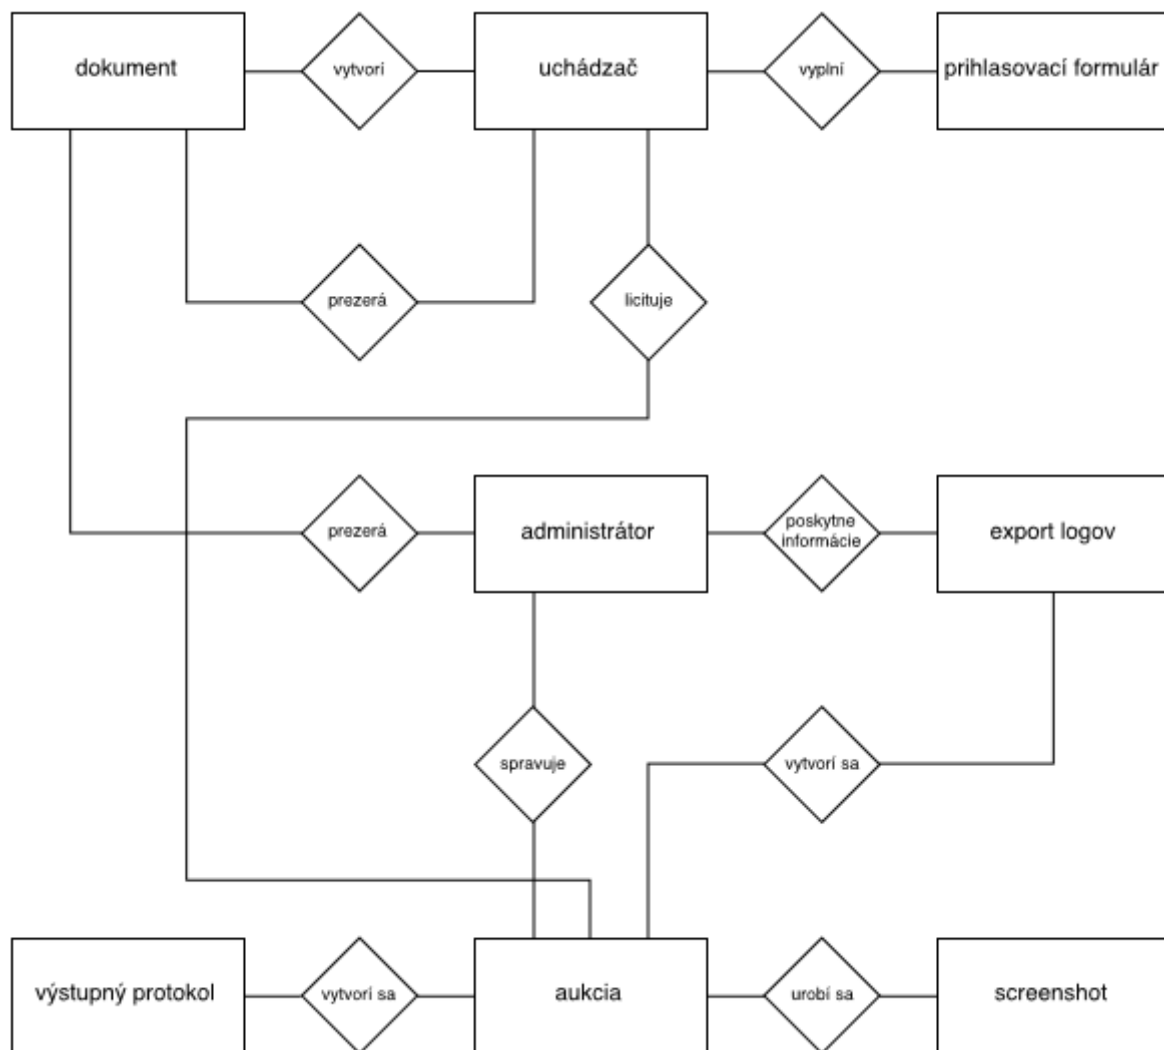 dokument
vytvorí
uchádzač
vyplní
prihlasovací formulár
prezerá
licituje
prezerá
administrátor
poskytne
informácie
export logov
spravuje
vytvorí sa
výstupný protokol
vytvorí sa
aukcia
urobí sa
screenshot